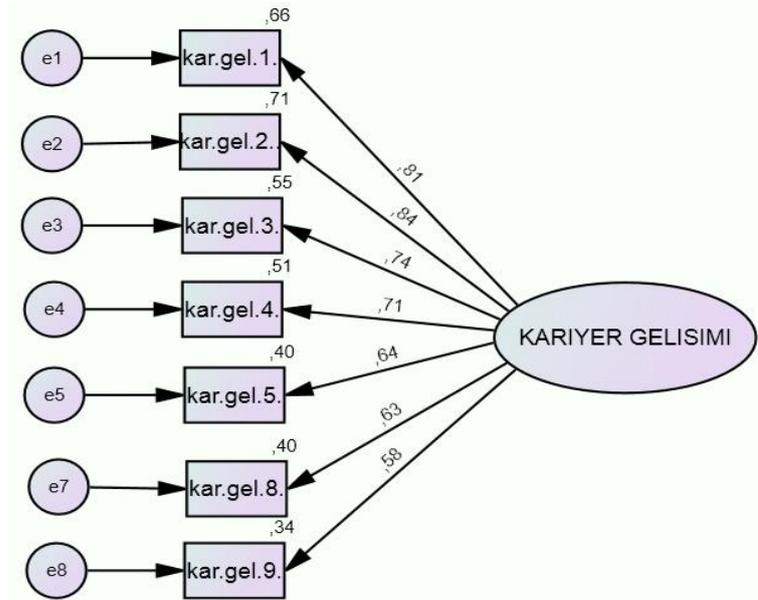 ,66
e1
kar.gel.1.
,81
,71
e2
kar.gel.2..
,84
,55
e3
kar.gel.3.
,74
,51
e4
kar.gel.4.
,71
KARIYER GELISIMI
,40
e5
kar.gel.5.
,64
,40
e7
kar.gel.8.
,63
,34
e8
kar.gel.9.
,58